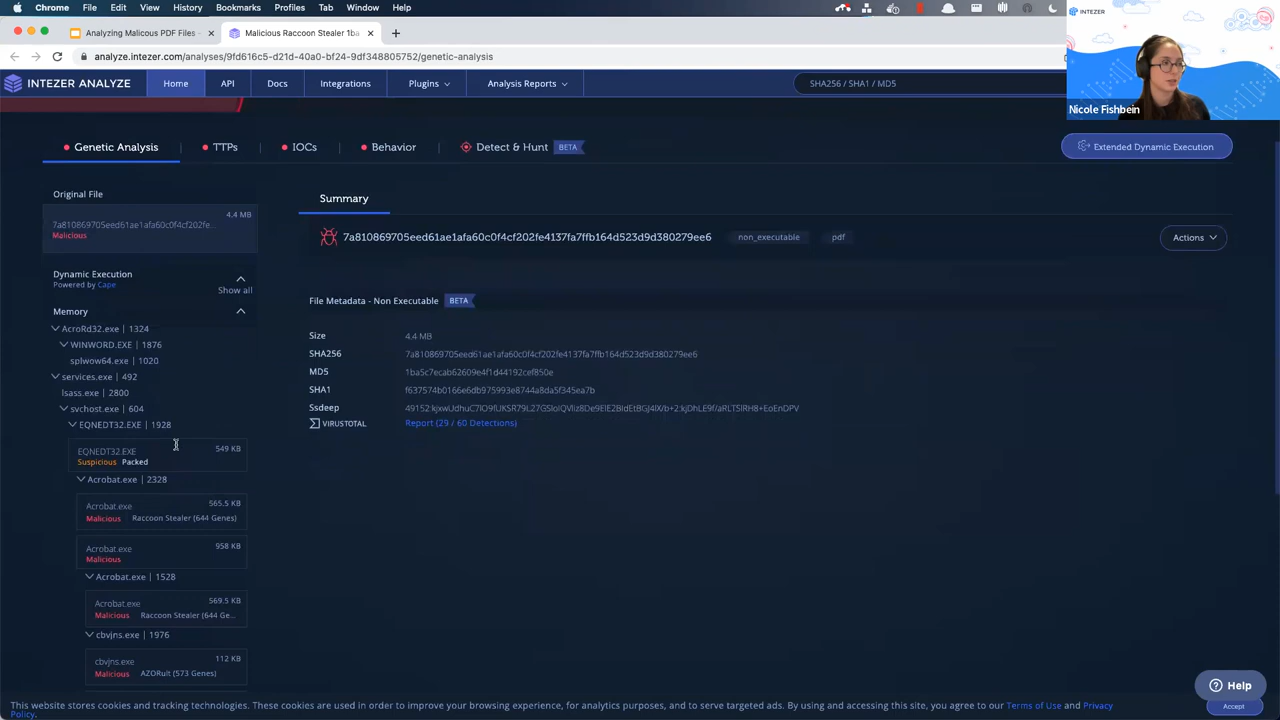 Chrome File Edit View History Bookmarks Profiles Tab Window Help
Analyzing Malicous PDF Files -
Malicious Raccoon Stealer 1ba
INTEZER
analyze.intezer.com/analyses/9fd616c5-d21d-40a0-bf24-9df348805752/genetic-analysis
INTEZER ANALYZE Home API Docs Integrations Plugins Analysis Reports SHA256 / SHA1 / MD5
Nicole Fishbein
Genetic Analysis TTPs IOCs Behavior Detect & Hunt BETA Extended Dynamic Execution
Original File
Summary
4.4 MB
7a810869705eed61ae1afa60c0f4cf202fe...
Malicious
7a810869705eed61ae1afa60c0f4cf202fe4137fa7ffb164d523d9d380279ee6 non_executable pdf Actions
Dynamic Execution
Powered by Cape
Show all
File Metadata - Non Executable BETA
Memory
AcroRd32.exe | 1324
WINWORD.EXE | 1876
splwow64.exe | 1020
services.exe | 492
lsass.exe | 2800
svchost.exe | 604
EQNEDT32.EXE | 1928
EQNEDT32.EXE 549 KB
Suspicious Packed
Acrobat.exe | 2328
Acrobat.exe 565.5 KB
Malicious Raccoon Stealer (644 Genes)
Acrobat.exe 958 KB
Malicious
Acrobat.exe | 1528
Acrobat.exe 569.5 KB
Malicious Raccoon Stealer (644 Ge...
cbvjns.exe | 1976
cbvjns.exe 112 KB
Malicious AZORult (573 Genes)
Size 4.4 MB
SHA256 7a810869705eed61ae1afa60c0f4cf202fe4137fa7ffb164d523d9d380279ee6
MD5 1ba5c7ecab62609e4f1d44192cef850e
SHA1 f637574b0166e6db975993e8744a8da5f345ea7b
Ssdeep
VIRUSTOTAL Report (29 / 60 Detections)
Help
This website stores cookies and tracking technologies. These cookies are used in order to improve your browsing experience, for analytics purposes, and to serve targeted ads. By using and accessing this site, you agree to our Terms of Use and Privacy
Policy.
Accept